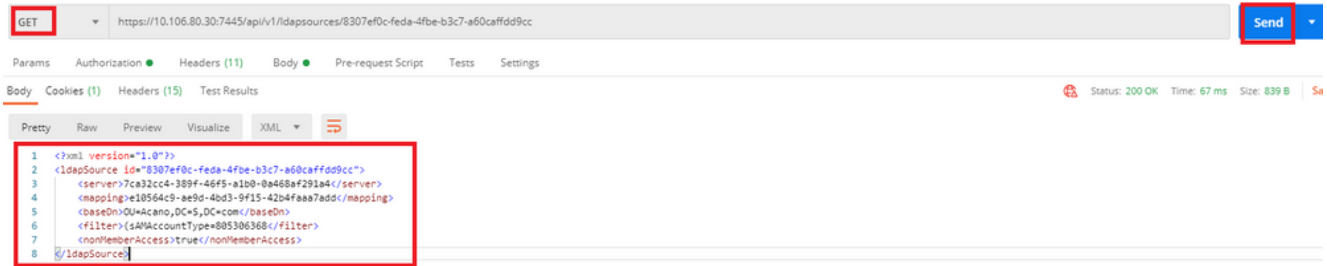 GET https://10.106.80.30:7445/api/v1/ldapsources/8307ef0c-feda-4fbe-b3c7-a60caffdd9cc Send
Params Authorization Headers (11) Body Pre-request Script Tests Settings
Body Cookies (1) Headers (15) Test Results Status: 200 OK Time: 67 ms Size: 839 B Sa
Pretty Raw Preview Visualize XML
1 <?xml version="1.0"?>
2 <ldapSource id="8307ef0c-feda-4fbe-b3c7-a60caffdd9cc">
3 <server>7ca32cc4-389f-46f5-a1b0-0a468af291a4</server>
4 <mapping>e10564c9-ae9d-4bd3-9f15-42b4faaa7add</mapping>
5 <baseDn>OU=Acano,DC=S,DC=com</baseDn>
6 <filter>(sAMAccountType=805306368</filter>
7 <nonMemberAccess>true</nonMemberAccess>
8 </ldapSource>